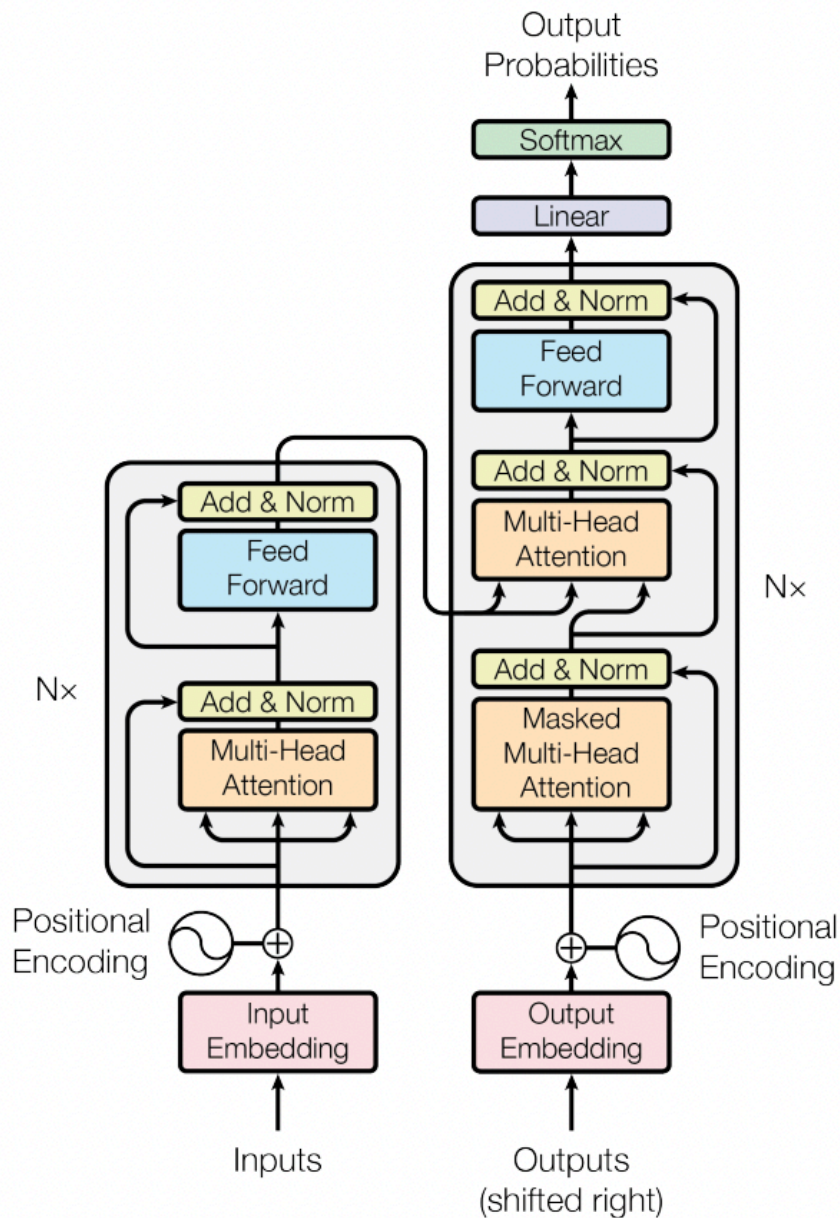 Output
Probabilities
Softmax
Linear
Add & Norm
Feed
Forward
Add & Norm
Multi-Head
Attention
N×
Add & Norm
Masked
Multi-Head
Attention
Add & Norm
Feed
Forward
N×
Add & Norm
Multi-Head
Attention
Positional
Encoding
Positional
Encoding
Input
Embedding
Output
Embedding
Inputs
Outputs
(shifted right)